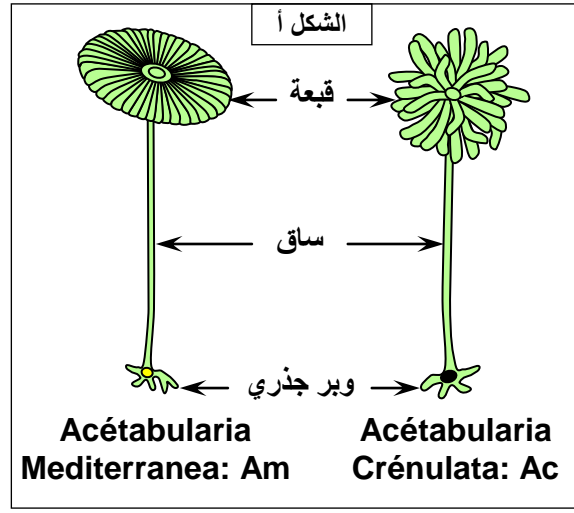 الشكل أ
قبعة
ساق
وبر جذري
Acétabularia
Mediterranea: Am
Acétabularia
Crénulata: Ac